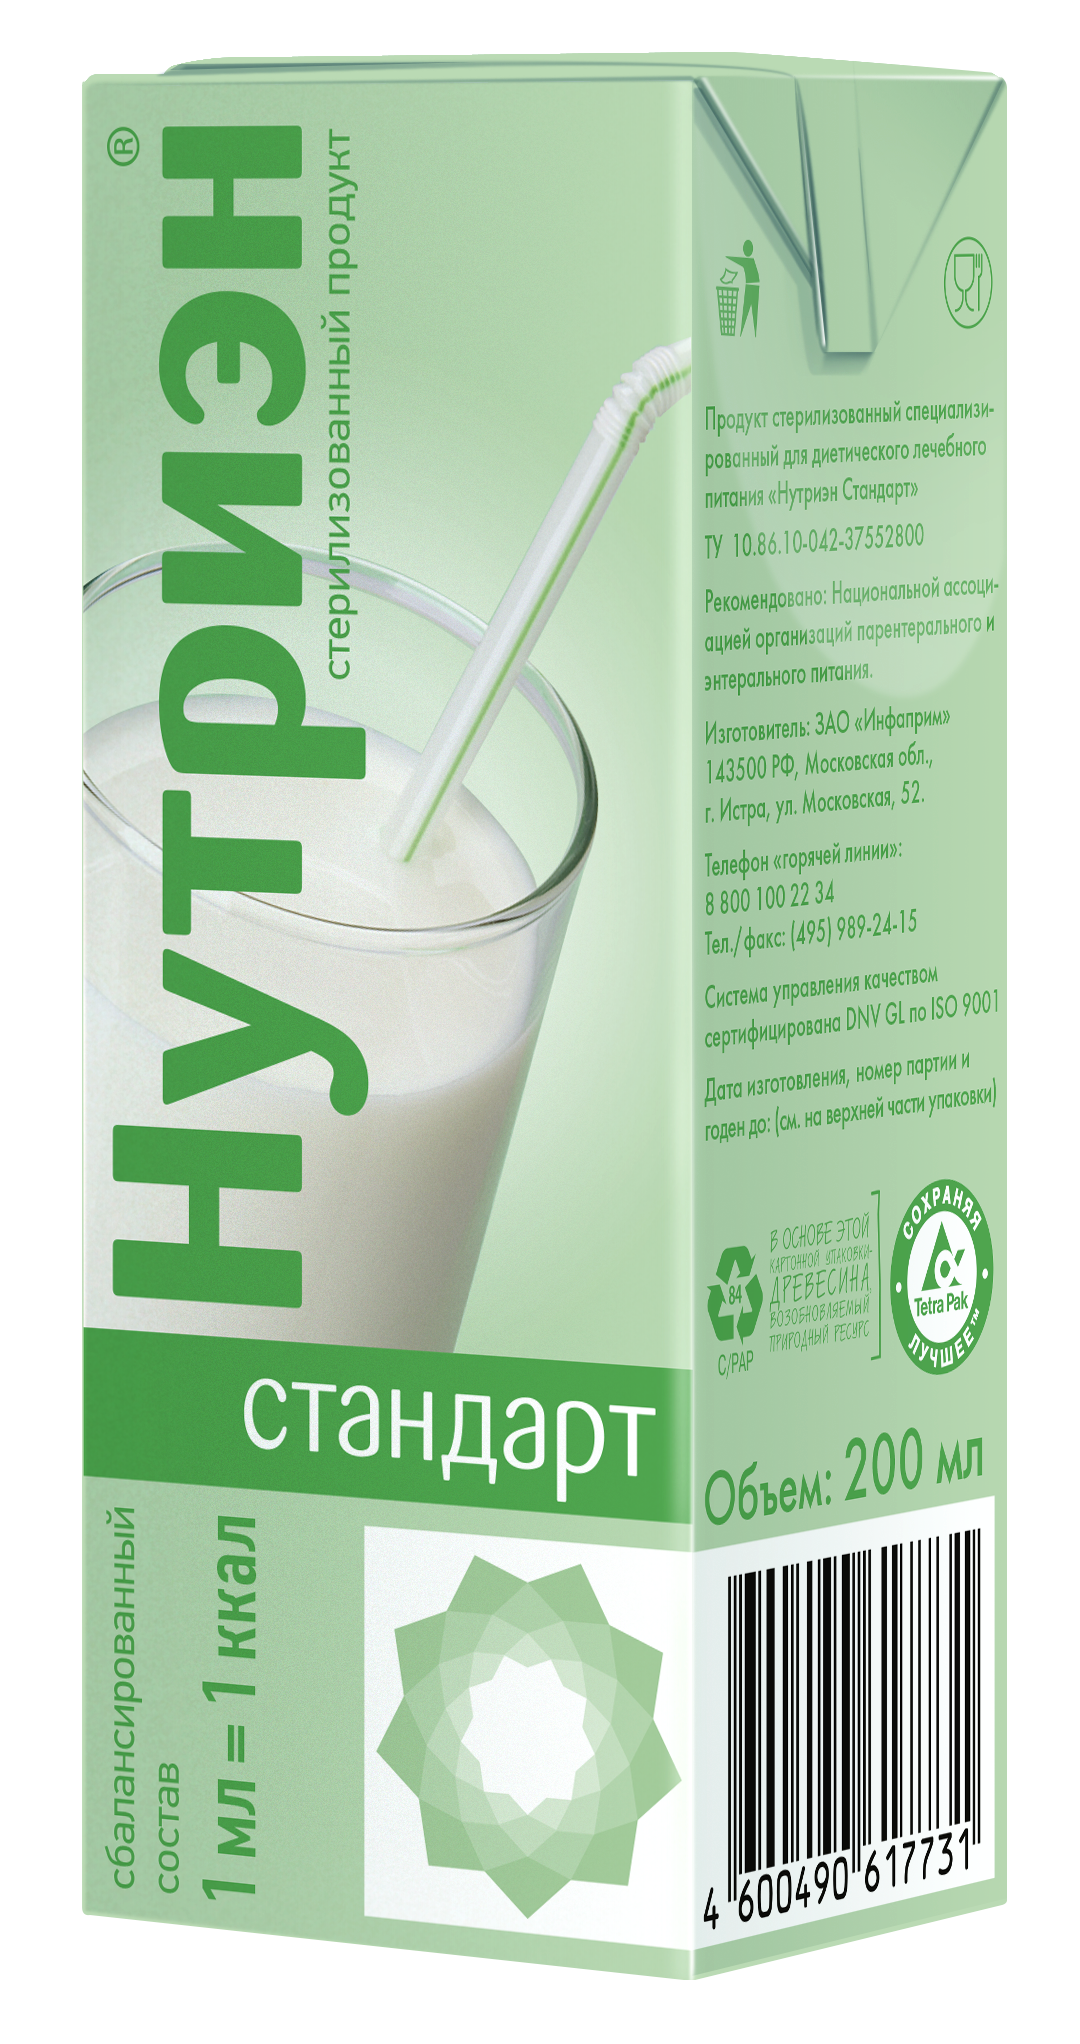 Нутриэн®
стерилизованный продукт
стандарт
сбалансированный
состав
1 мл = 1 ккал
Продукт стерилизованный специализи-
рованный для диетического лечебного
питания «Нутриэн Стандарт»
ТУ 10.86.10-042-37552800
Рекомендовано: Национальной ассоци-
ацией организаций парентерального и
энтерального питания.
Изготовитель: ЗАО «Инфаприм»
143500 РФ, Московская обл.,
г. Истра, ул. Московская, 52.
Телефон «горячей линии»:
8 800 100 22 34
Тел./факс: (495) 989-24-15
Система управления качеством
сертифицирована DNV GL по ISO 9001
Дата изготовления, номер партии и
годен до: (см. на верхней части упаковки)
84
C/PAP
В ОСНОВЕ ЭТОЙ
КАРТОННОЙ УПАКОВКИ-
ДРЕВЕСИНА,
ВОЗОБНОВЛЯЕМЫЙ
ПРИРОДНЫЙ РЕСУРС
СОХРАНЯЯ
Tetra Pak
ЛУЧШЕЕ™
Объем: 200 мл
4 600490 617731